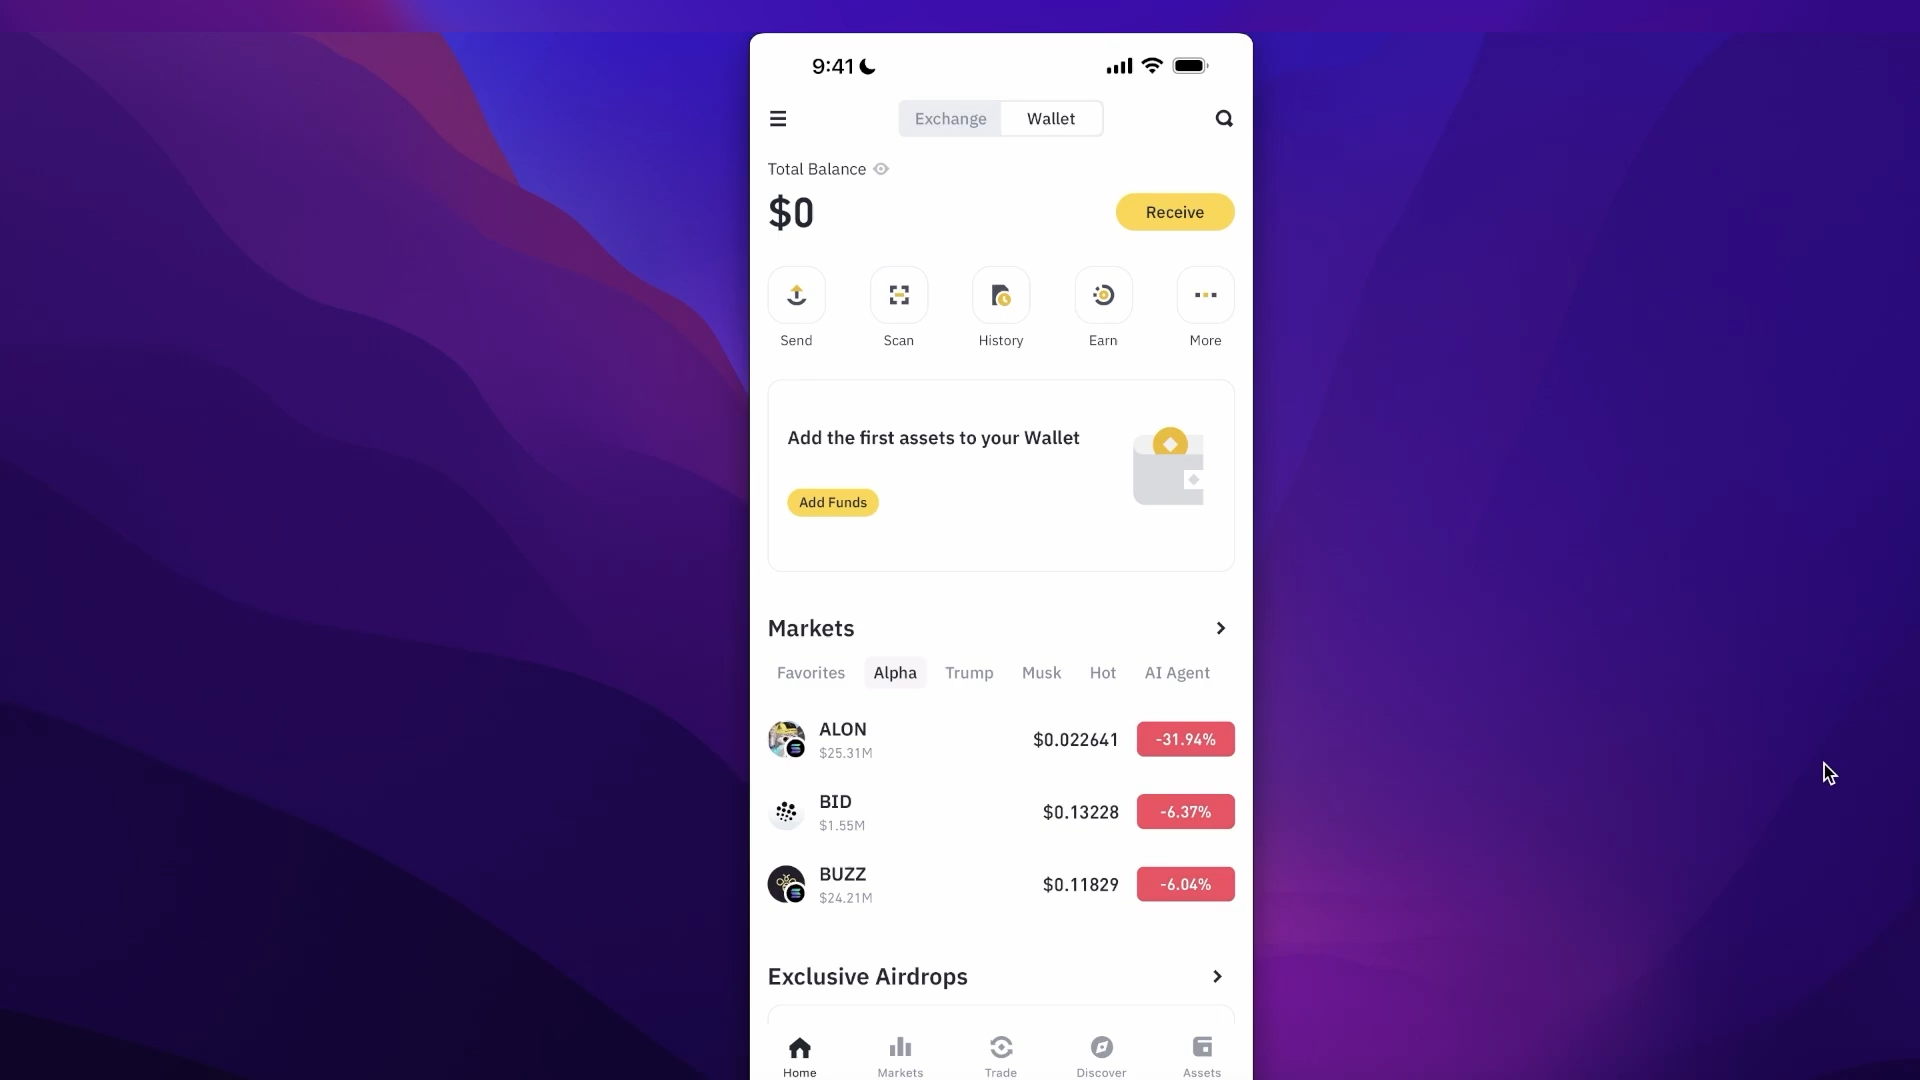 9:41
Exchange Wallet
Total Balance
$0
Receive
Send Scan History Earn More
Add the first assets to your Wallet
Add Funds
Markets
Favorites Alpha Trump Musk Hot AI Agent
ALON $0.022641 -31.94%
$25.31M
BID $0.13228 -6.37%
$1.55M
BUZZ $0.11829 -6.04%
$24.21M
Exclusive Airdrops
Home Markets Trade Discover Assets